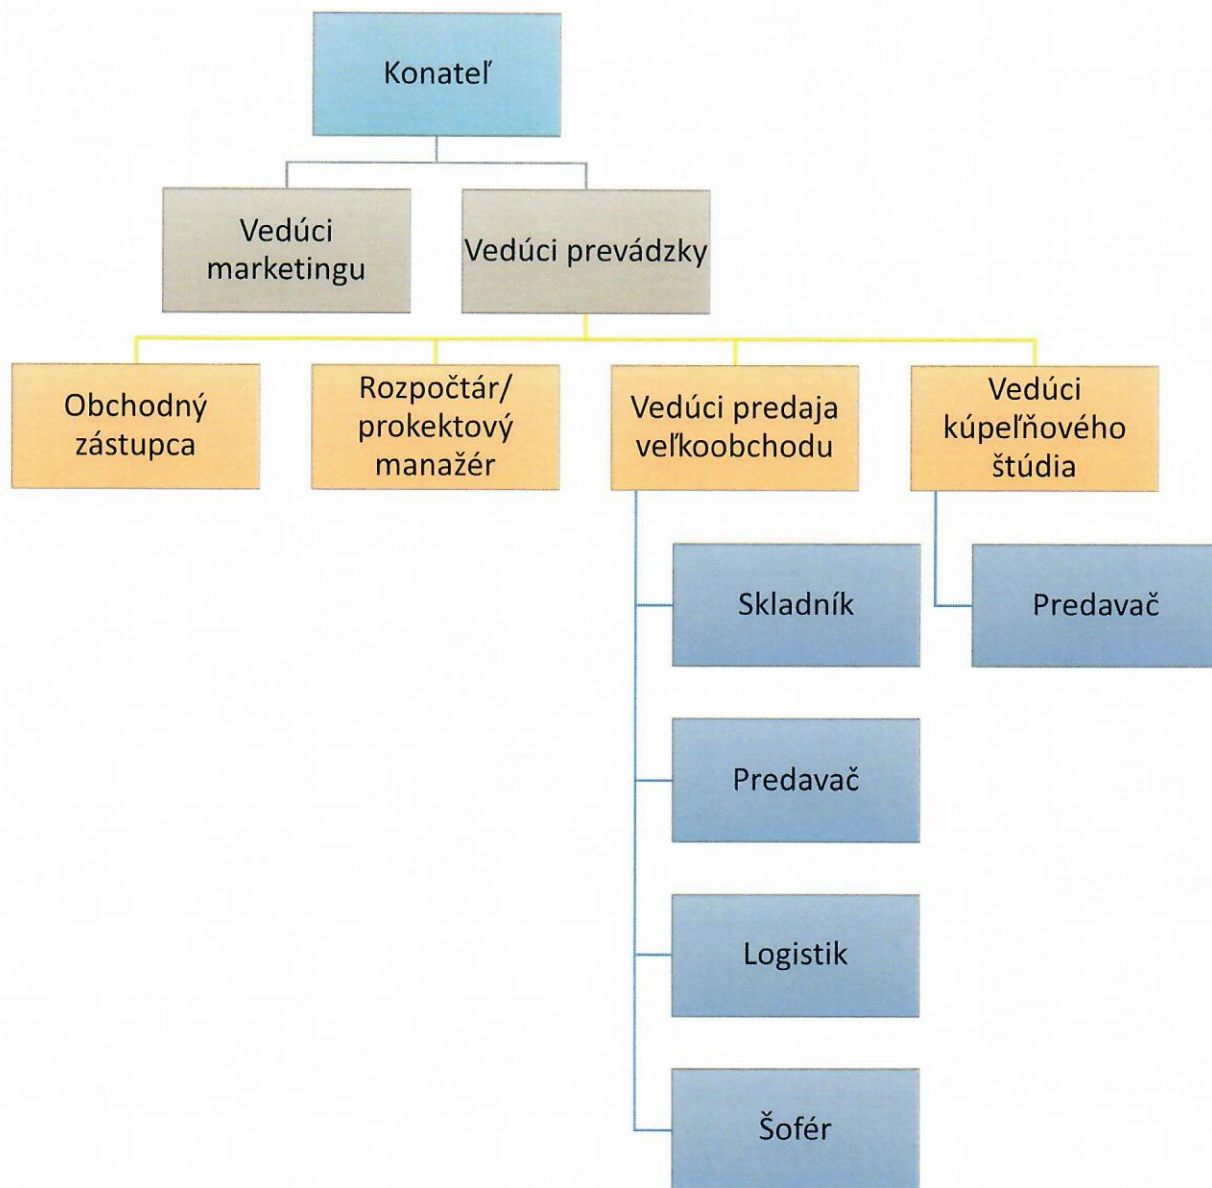 Konateľ
Vedúci
marketingu
Vedúci prevádzky
Obchodný
zástupca
Rozpočtár/
prokektový
manažér
Vedúci predaja
veľkoobchodu
Vedúci
kúpeľňového
štúdia
Skladník
Predavač
Predavač
Logistik
Šofér